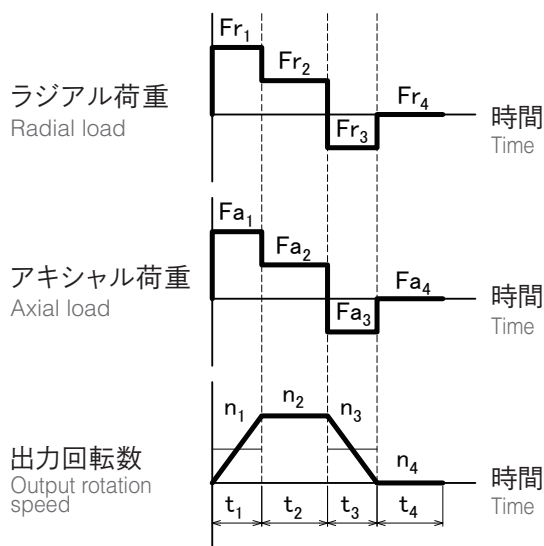 Fr₁
Fr₂
ラジアル荷重
Radial load
Fr₄
時間
Time
Fr₃
Fa₁
Fa₂
アキシャル荷重
Axial load
Fa₄
時間
Time
Fa₃
n₁
n₂
n₃
出力回転数
Output rotation
speed
n₄
時間
Time
t₁
t₂
t₃
t₄